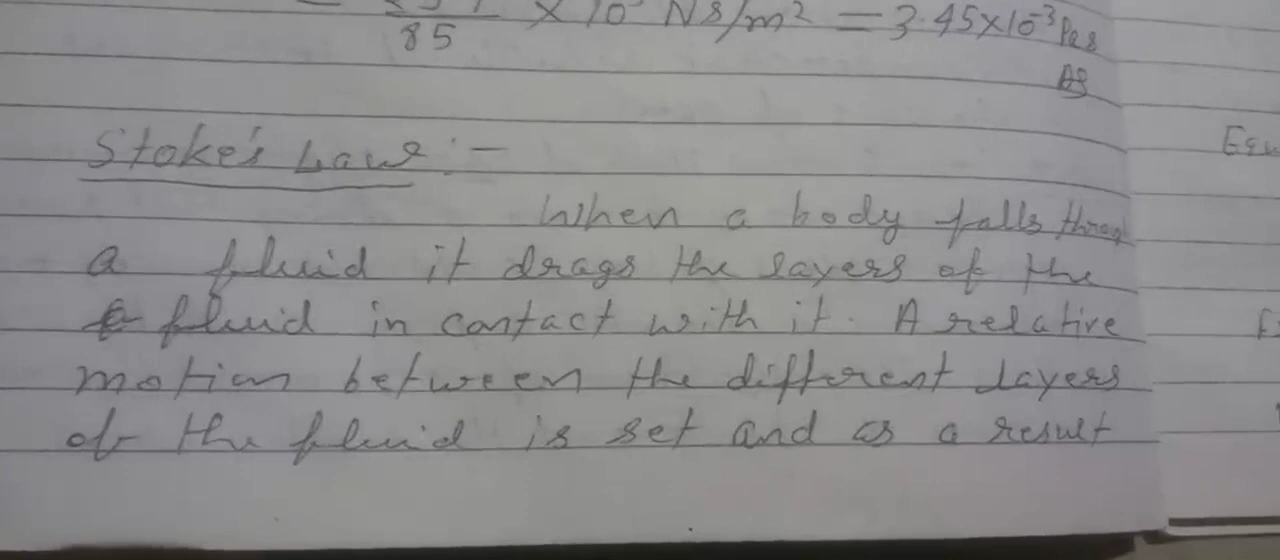 85 × 10 Ns/m² = 3.45×10⁻³ Pas
Stoke's Law :-
When a body falls throug
a fluid it drags the layers of the
fluid in contact with it. A relative
motion between the different layers
of the fluid is set and as a result